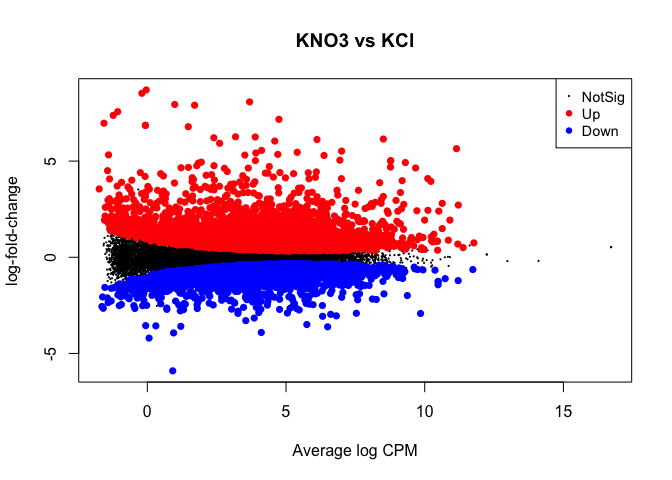 KNO3 vs KCl
NotSig
Up
Down
5
0
-5
log-fold-change
0
5
10
15
Average log CPM